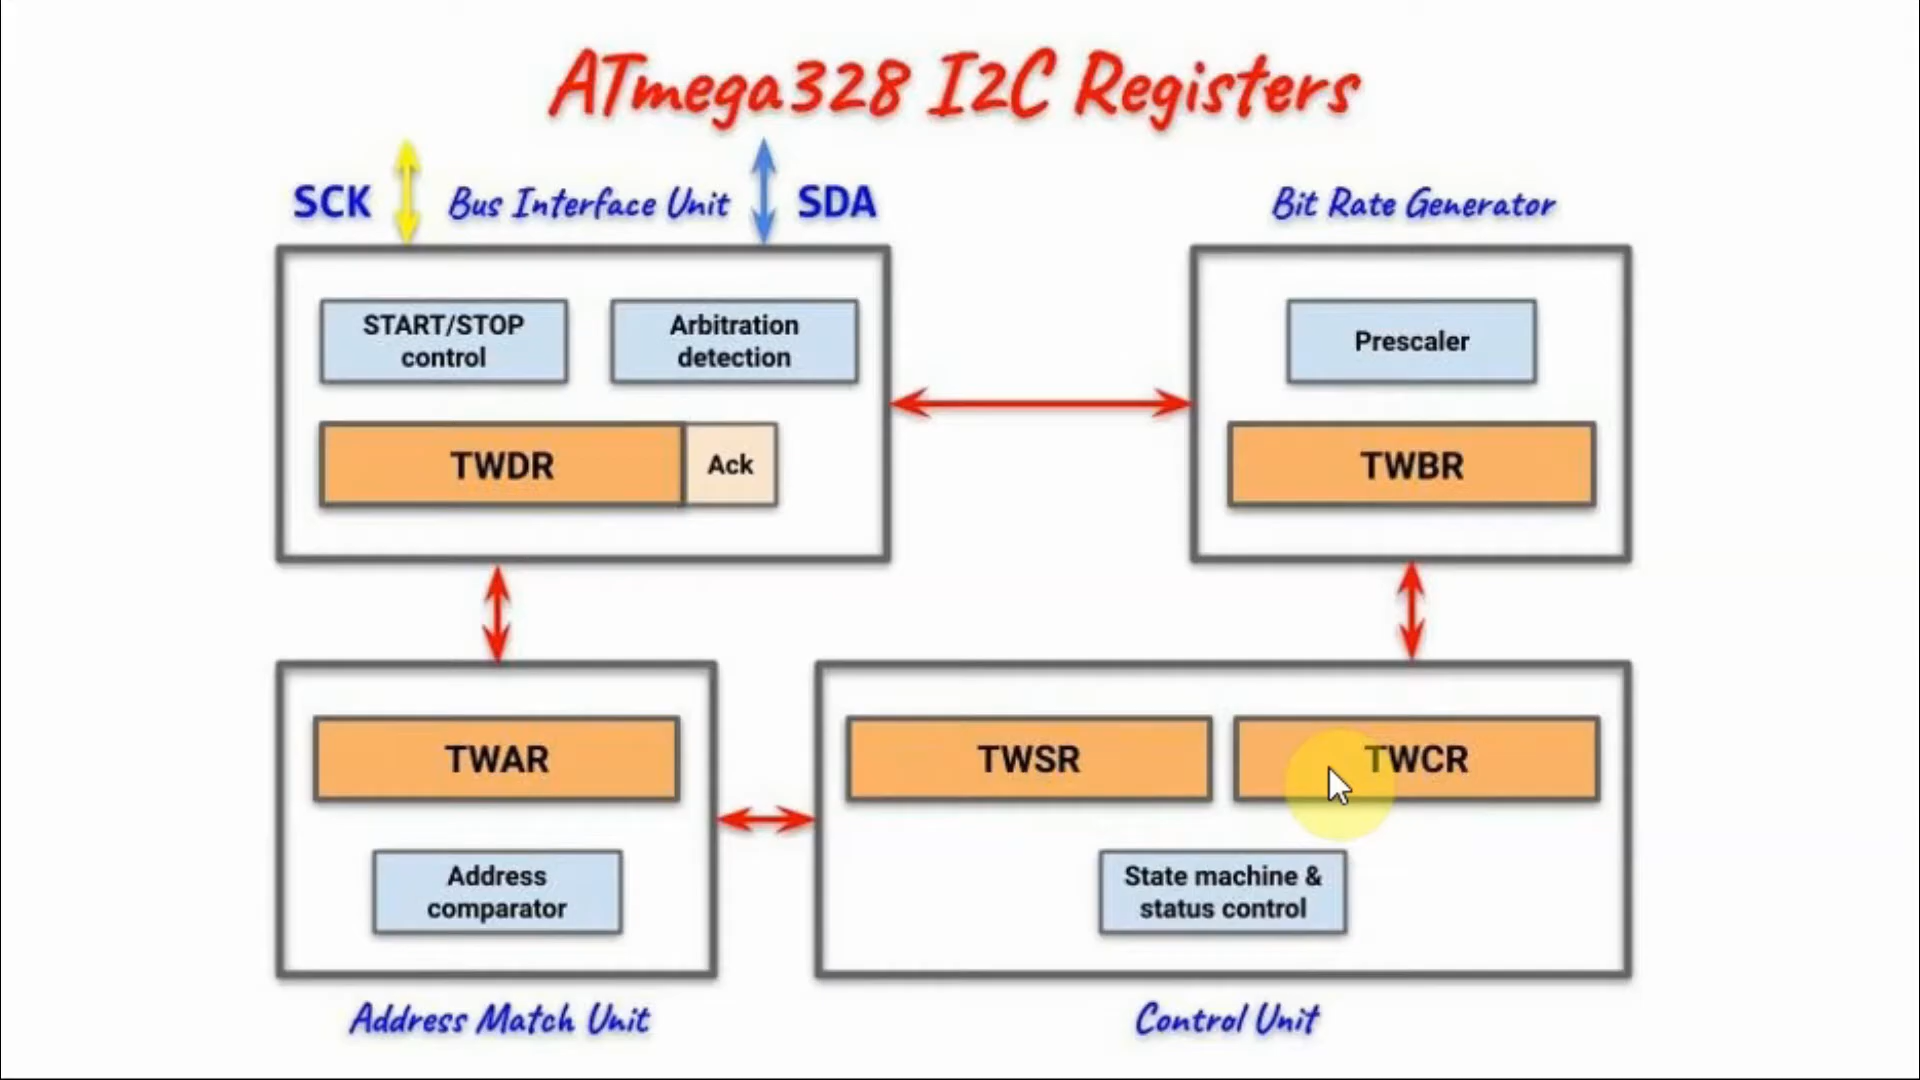 ATmega328 I2C Registers
SCK
Bus Interface Unit
SDA
Bit Rate Generator
START/STOP
control
Arbitration
detection
Prescaler
TWDR
Ack
TWBR
TWAR
TWSR
TWCR
Address
comparator
State machine &
status control
Address Match Unit
Control Unit